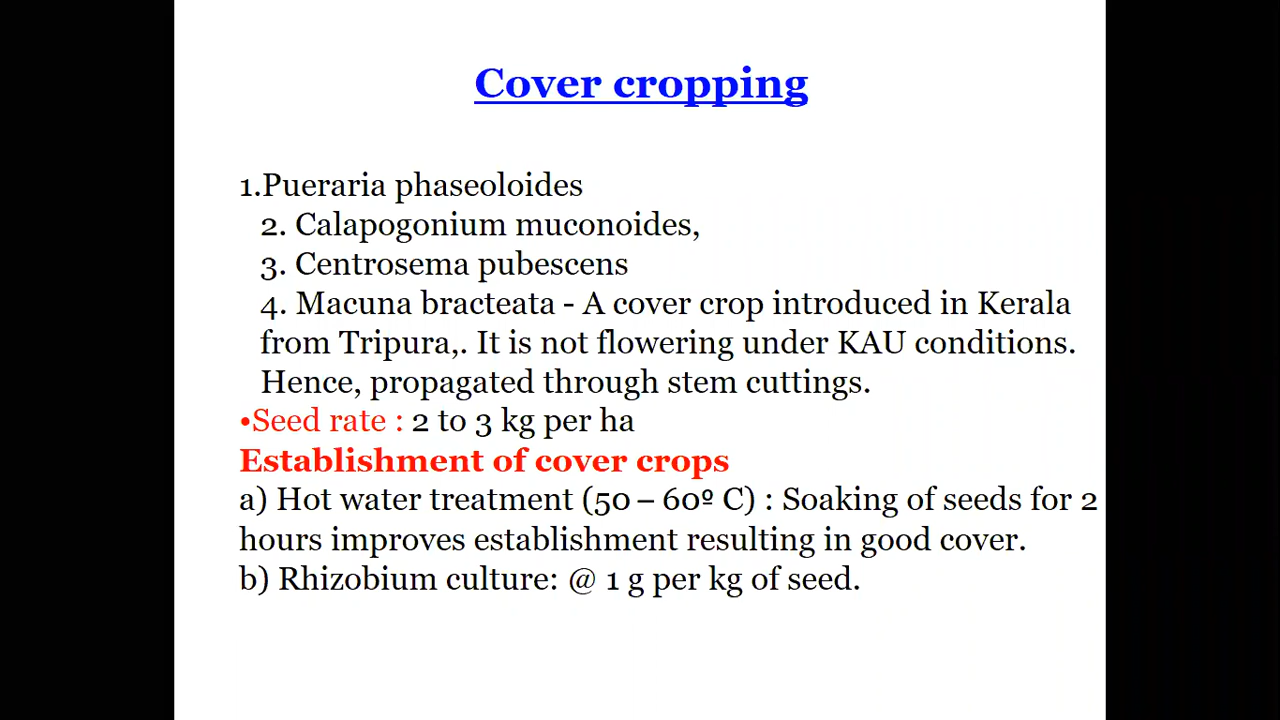 Cover cropping
1.Pueraria phaseoloides
2. Calapogonium muconoides,
3. Centrosema pubescens
4. Macuna bracteata - A cover crop introduced in Kerala
from Tripura,. It is not flowering under KAU conditions.
Hence, propagated through stem cuttings.
•Seed rate : 2 to 3 kg per ha
Establishment of cover crops
a) Hot water treatment (50 – 60º C) : Soaking of seeds for 2
hours improves establishment resulting in good cover.
b) Rhizobium culture: @ 1 g per kg of seed.